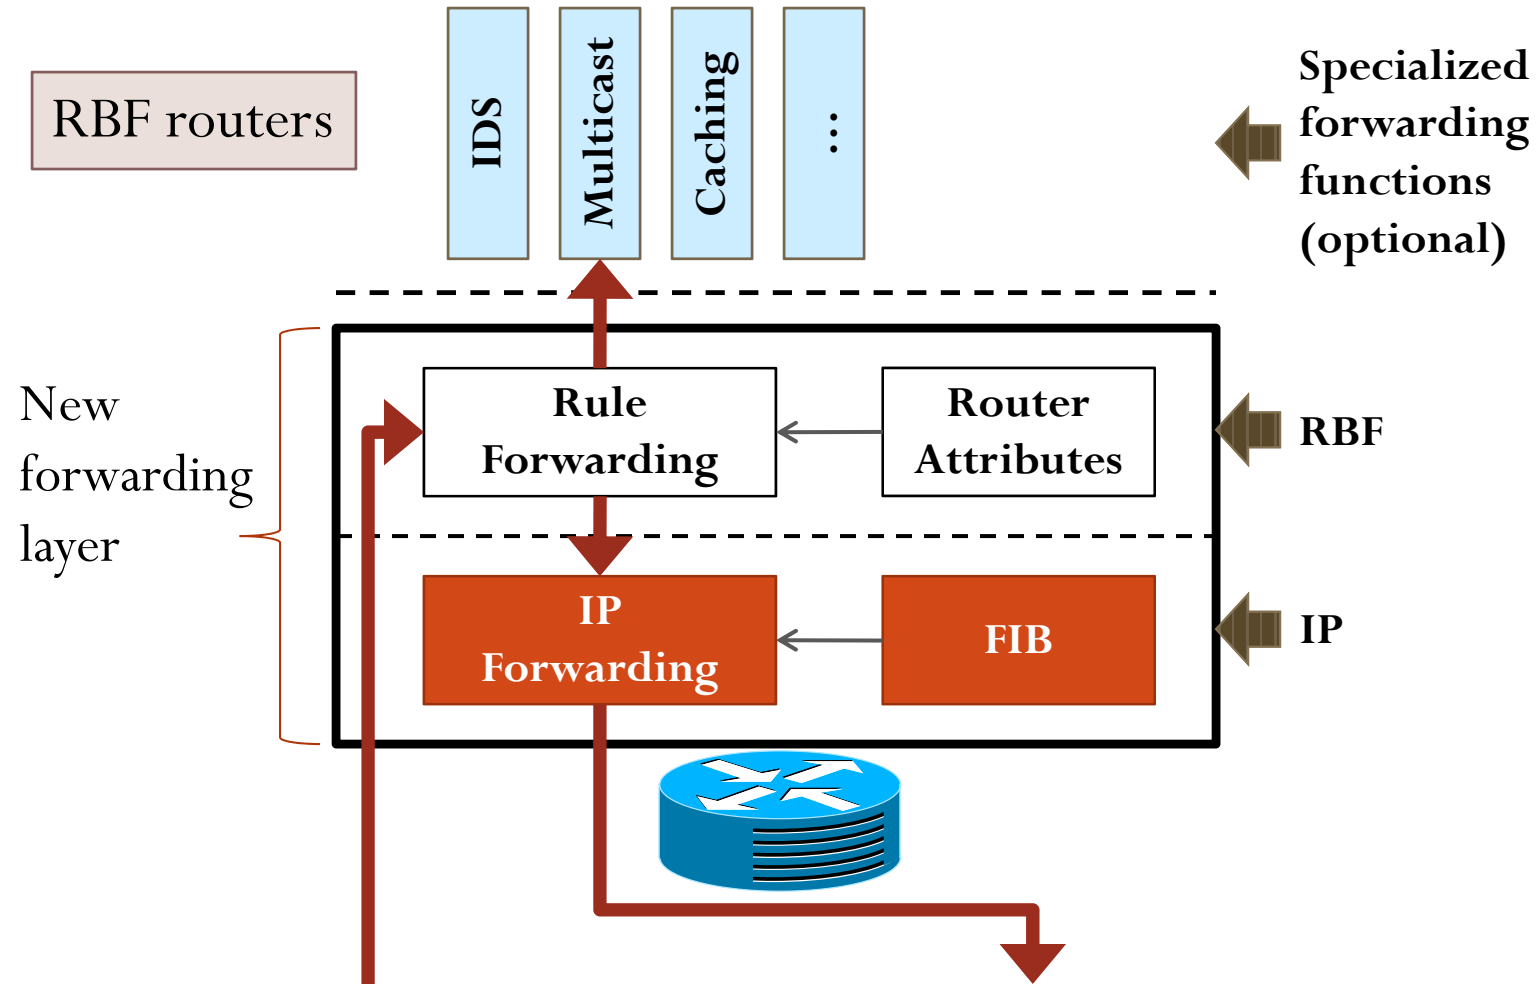 RBF routers
IDS
Multicast
Caching
...
Specialized
forwarding
functions
(optional)
New
forwarding
layer
Rule
Forwarding
Router
Attributes
RBF
IP
Forwarding
FIB
IP